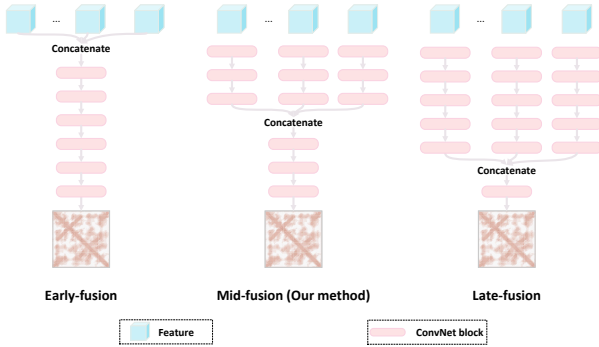 ... ... ...
Concatenate
Concatenate
Concatenate
Early-fusion Mid-fusion (Our method) Late-fusion
Feature ConvNet block